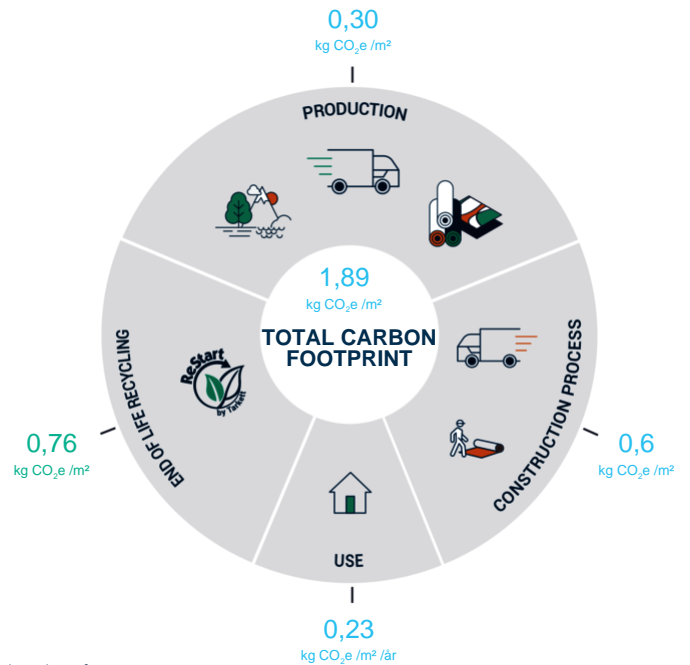 0,30
kg CO₂e /m²
PRODUCTION
1,89
kg CO₂e /m²
TOTAL CARBON
FOOTPRINT
CONSTRUCTION PROCESS
0,6
kg CO₂e /m²
USE
0,23
kg CO₂e /m² /år
END OF LIFE RECYCLING
ReStart
by Tarkett
0,76
kg CO₂e /m²